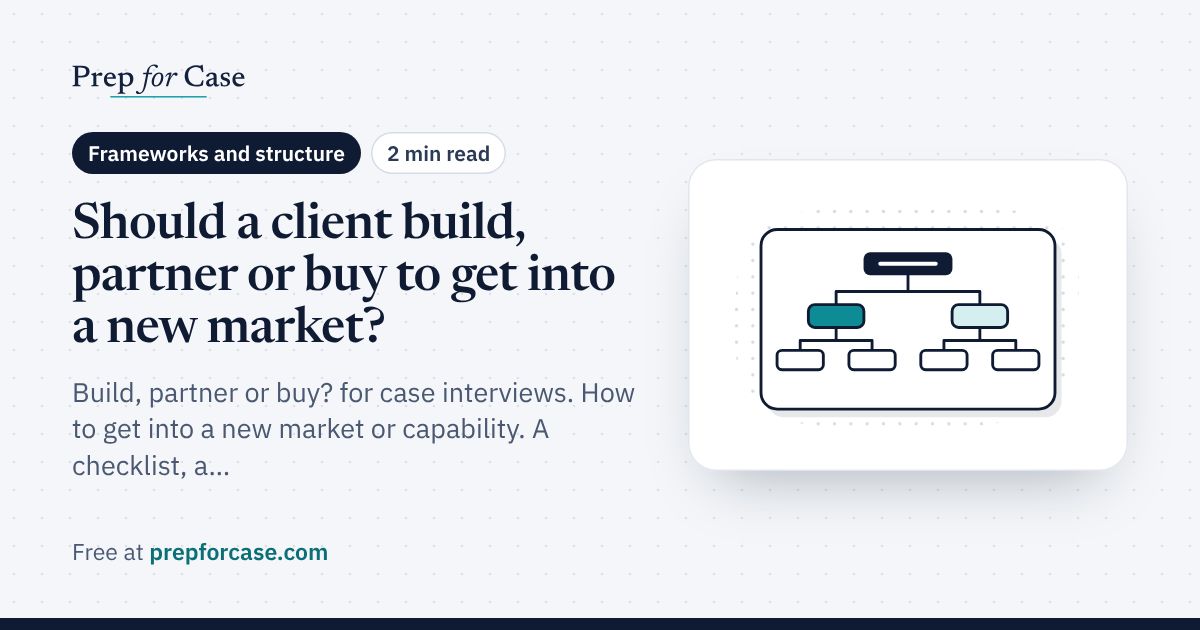 Prep for Case
Frameworks and structure
2 min read
Should a client build,
partner or buy to get into
a new market?
Build, partner or buy? for case interviews. How
to get into a new market or capability. A
checklist, a...
Free at prepforcase.com